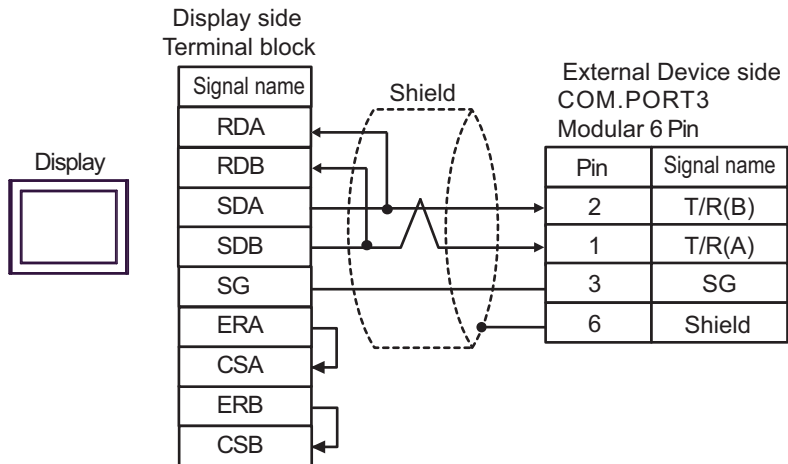 Display side
Terminal block
Signal name
RDA
RDB
SDA
SDB
SG
ERA
CSA
ERB
CSB
Display
Shield
External Device side
COM.PORT3
Modular 6 Pin
Pin Signal name
2 T/R(B)
1 T/R(A)
3 SG
6 Shield